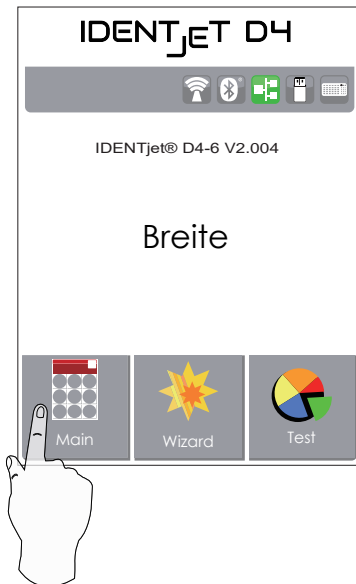 IDENTJET D4
IDENTjet® D4-6 V2.004
Breite
Main
Wizard
Test